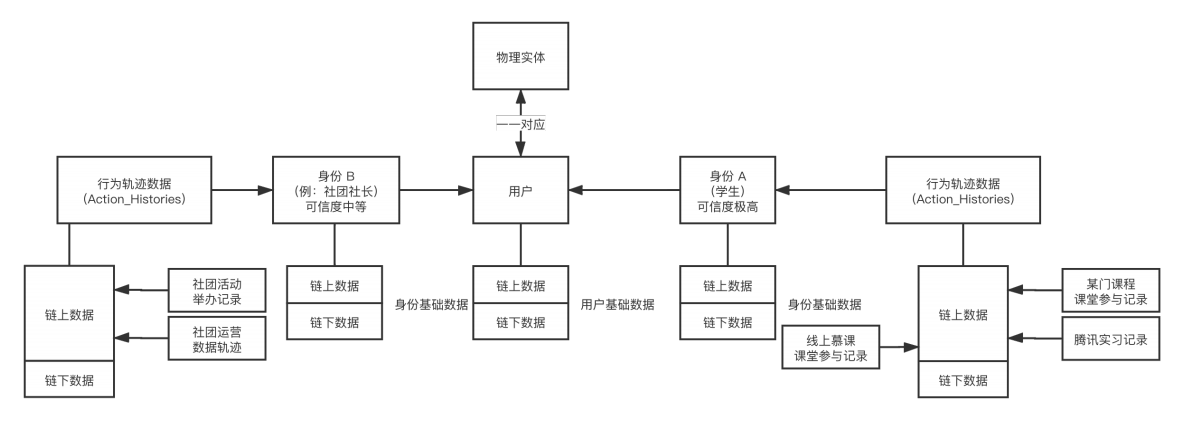 物理实体
一一对应
行为轨迹数据
(Action_Histories)
身份 B
(例：社团社长)
可信度中等
用户
身份 A
(学生)
可信度极高
行为轨迹数据
(Action_Histories)
链上数据
链下数据
社团活动
举办记录
社团运营
数据轨迹
链上数据
链下数据
身份基础数据
链上数据
链下数据
用户基础数据
链上数据
链下数据
身份基础数据
线上慕课
课堂参与记录
链上数据
链下数据
某门课程
课堂参与记录
腾讯实习记录